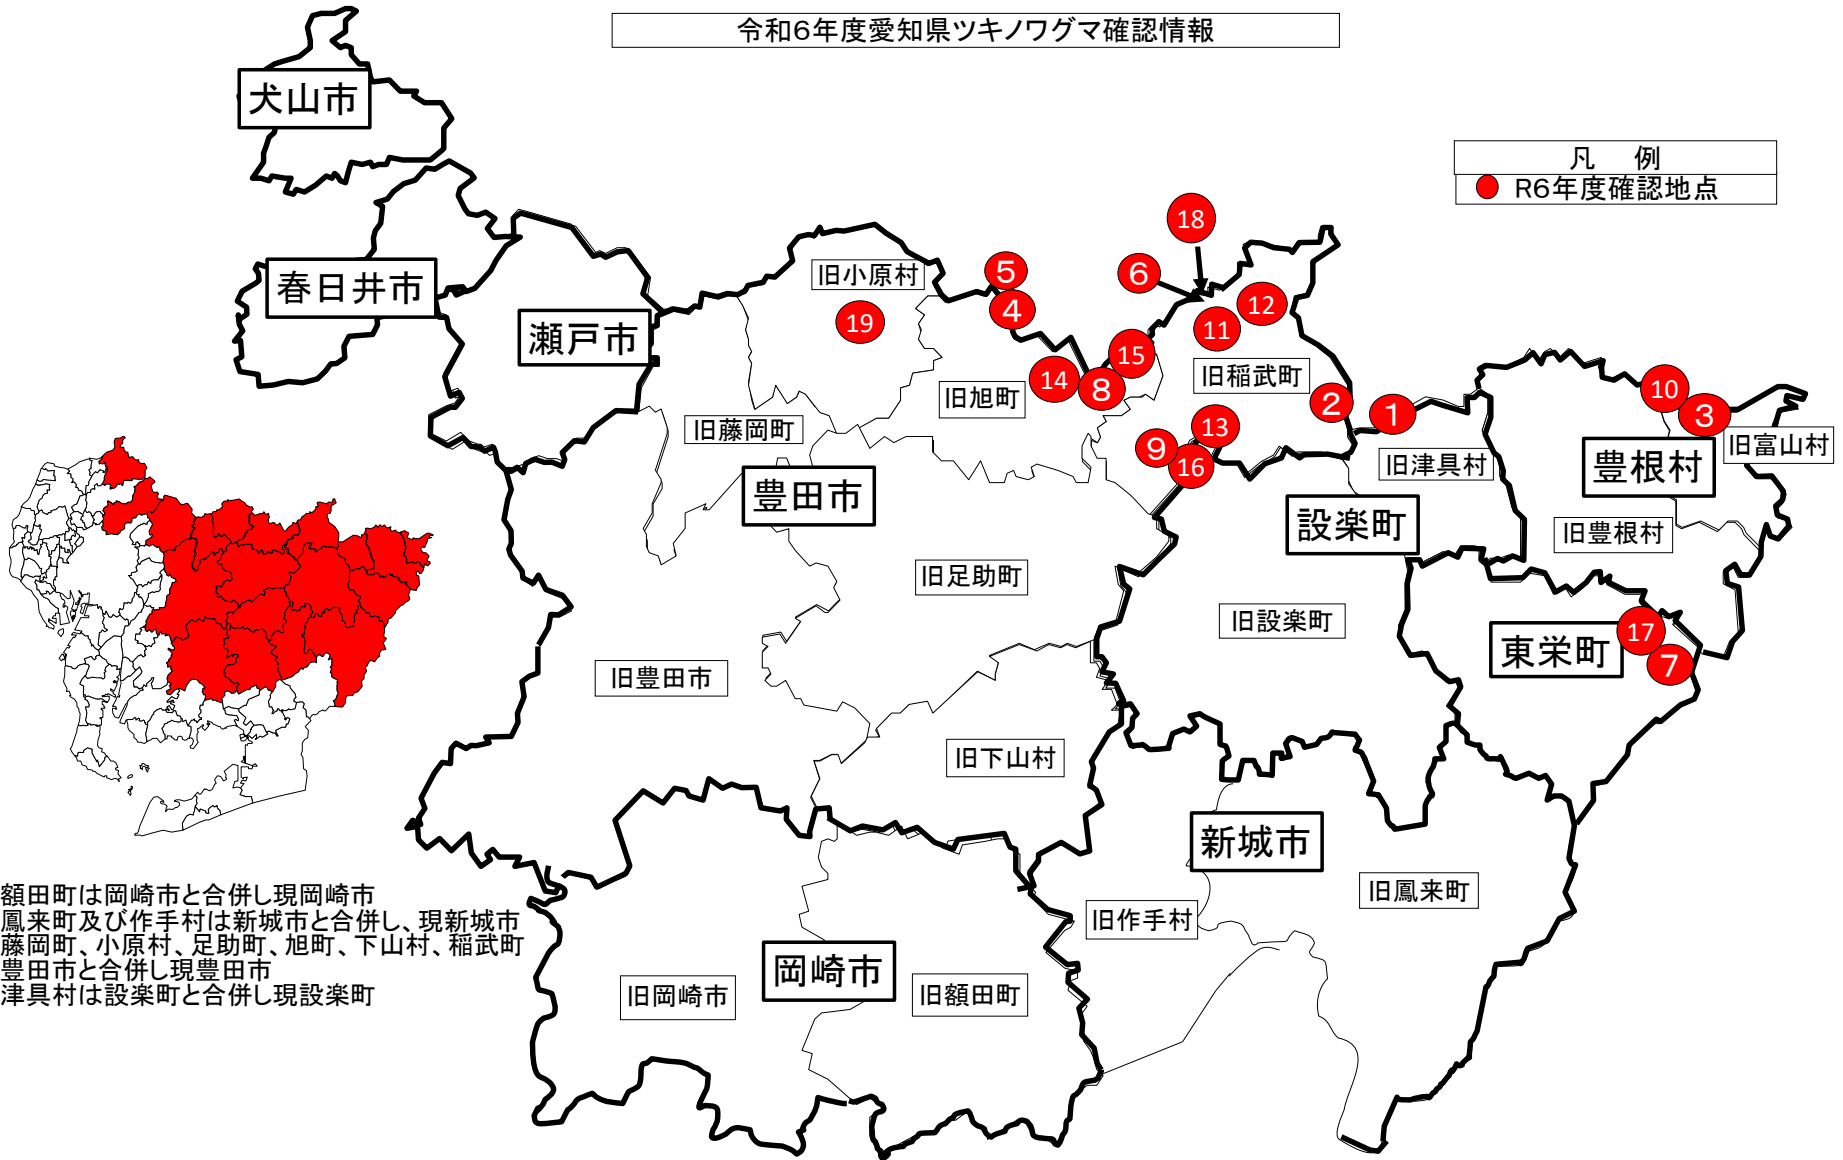 令和6年度愛知県ツキノワグマ確認情報
犬山市
凡　例
R6年度確認地点
18
5
6
旧小原村
春日井市
12
4
19
11
瀬戸市
15
14
8
旧稲武町
10
旧旭町
2
1
3
旧藤岡町
13
旧富山村
9
16
旧津具村
豊根村
豊田市
設楽町
旧豊根村
旧足助町
旧設楽町
17
東栄町
7
旧豊田市
旧下山村
新城市
額田町は岡崎市と合併し現岡崎市
旧鳳来町
鳳来町及び作手村は新城市と合併し、現新城市
旧作手村
藤岡町、小原村、足助町、旭町、下山村、稲武町
豊田市と合併し現豊田市
岡崎市
津具村は設楽町と合併し現設楽町
旧岡崎市
旧額田町